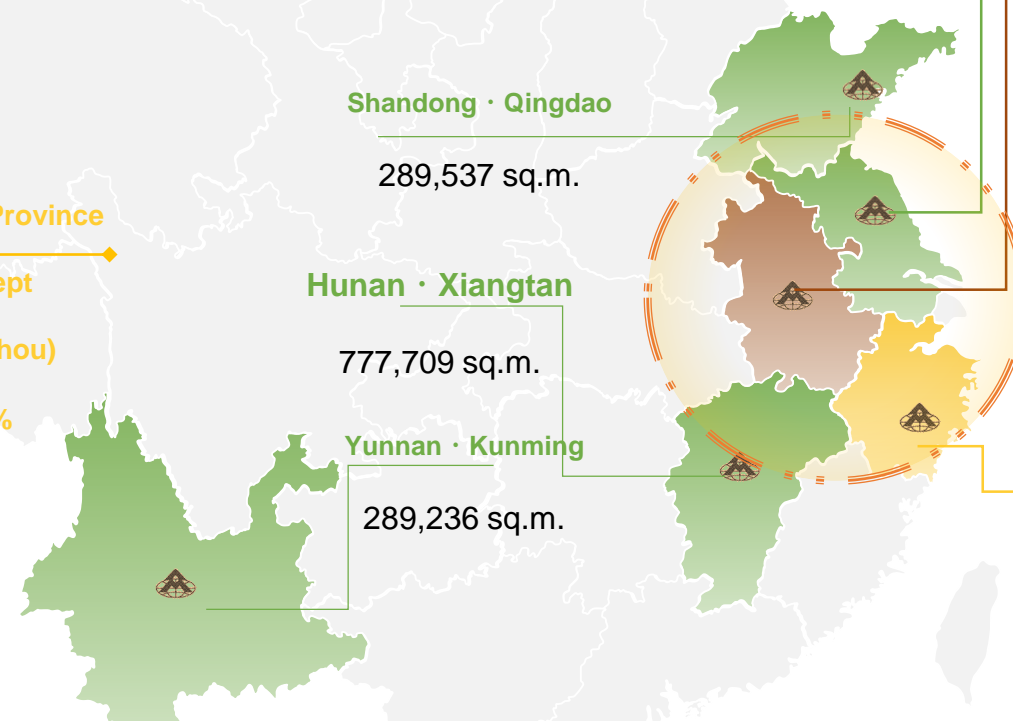 Shandong · Qingdao
289,537 sq.m.
Province
ept
Hunan · Xiangtan
hou)
777,709 sq.m.
%
Yunnan · Kunming
289,236 sq.m.